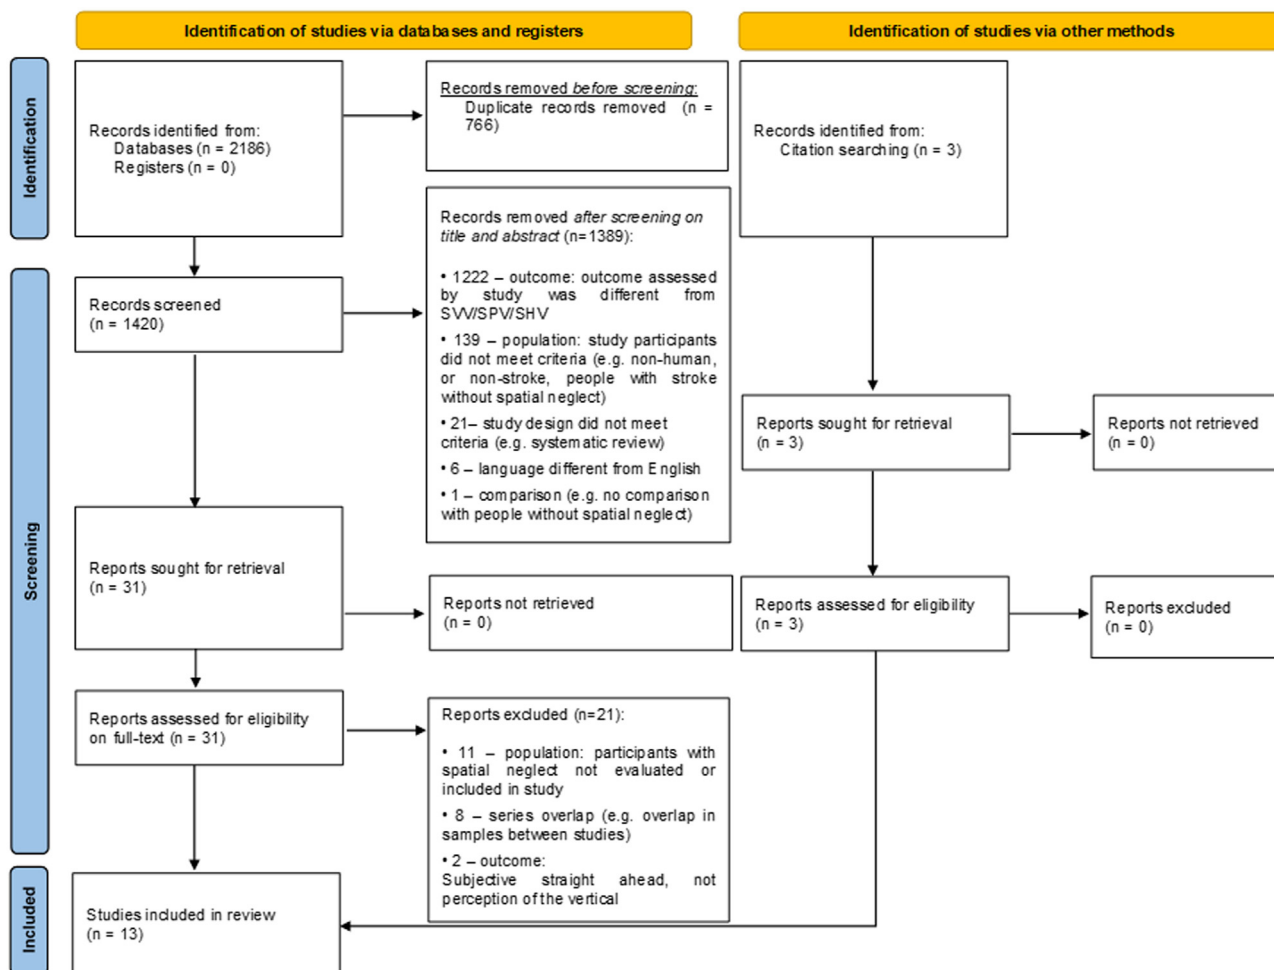 Identification of studies via databases and registers
Identification of studies via other methods
Identification
Records identified from:
Databases (n = 2186)
Registers (n = 0)
Records removed before screening:
Duplicate records removed (n =
766)
Records identified from:
Citation searching (n = 3)
Screening
Records screened
(n = 1420)
Records removed after screening on
title and abstract (n=1389):
• 1222 – outcome: outcome assessed
by study was different from
SVV/SPV/SHV
• 139 – population: study participants
did not meet criteria (e.g. non-human,
or non-stroke, people with stroke
without spatial neglect)
• 21– study design did not meet
criteria (e.g. systematic review)
• 6 – language different from English
• 1 – comparison (e.g. no comparison
with people without spatial neglect)
Reports sought for retrieval
(n = 3)
Reports not retrieved
(n = 0)
Reports sought for retrieval
(n = 31)
Reports not retrieved
(n = 0)
Reports assessed for eligibility
(n = 3)
Reports excluded
(n = 0)
Reports assessed for eligibility
on full-text (n = 31)
Reports excluded (n=21):
• 11 – population: participants with
spatial neglect not evaluated or
included in study
• 8 – series overlap (e.g. overlap in
samples between studies)
• 2 – outcome:
Subjective straight ahead, not
perception of the vertical
Included
Studies included in review
(n = 13)